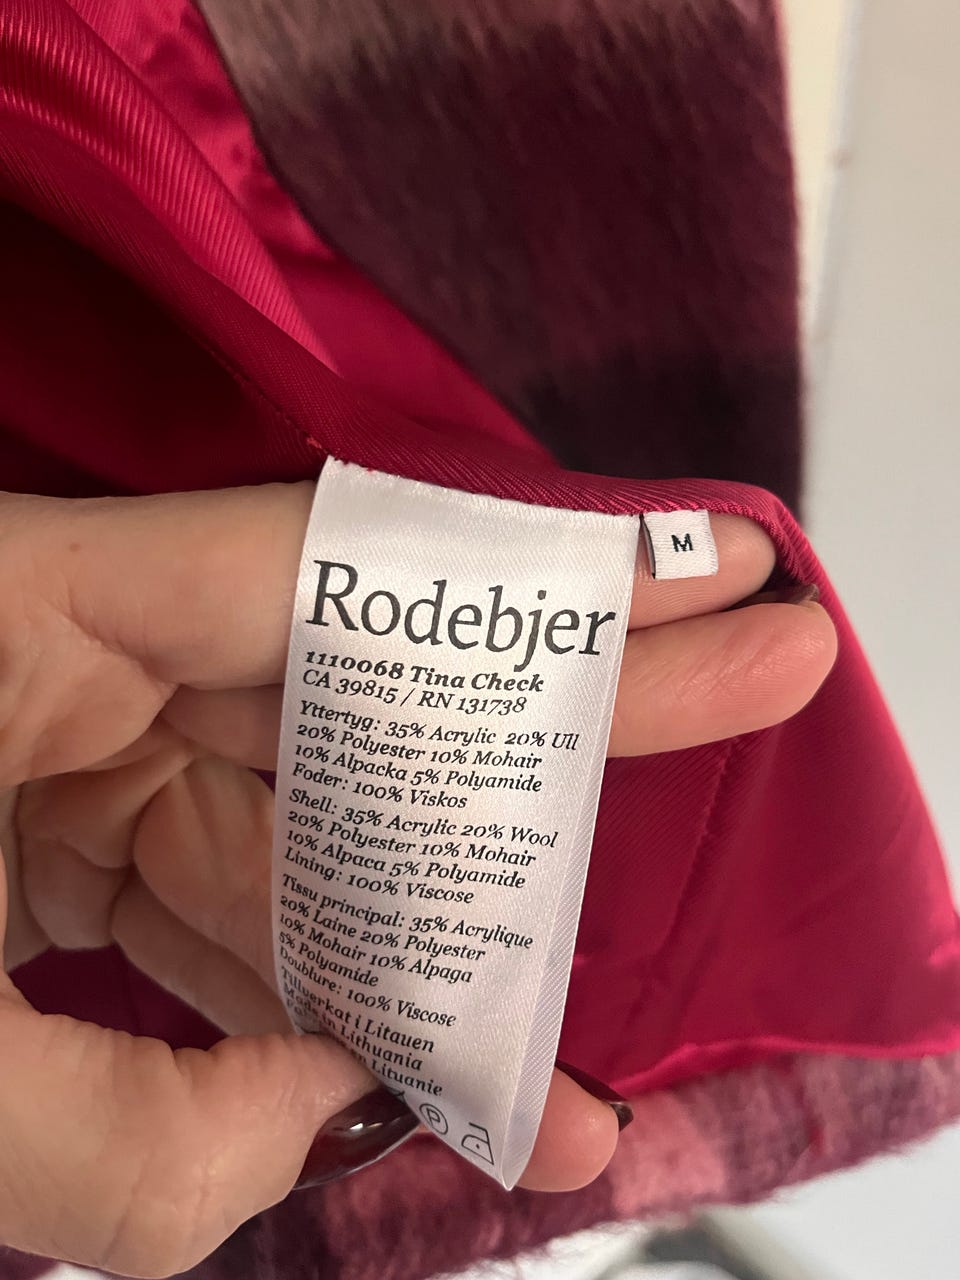 Rodebjer
M
1110068 Tina Check
CA 39815 / RN 131738
Yttertyg: 35% Acrylic 20% Ull
20% Polyester 10% Mohair
10% Alpacka 5% Polyamide
Foder: 100% Viskos
Shell: 35% Acrylic 20% Wool
20% Polyester 10% Mohair
10% Alpaca 5% Polyamide
Lining: 100% Viscose
Tissu principal: 35% Acrylique
20% Laine 20% Polyester
10% Mohair 10% Alpaga
5% Polyamide
Doublure: 100% Viscose
Tillverkat i Litauen
Made in Lithuania
en Lituanie
P